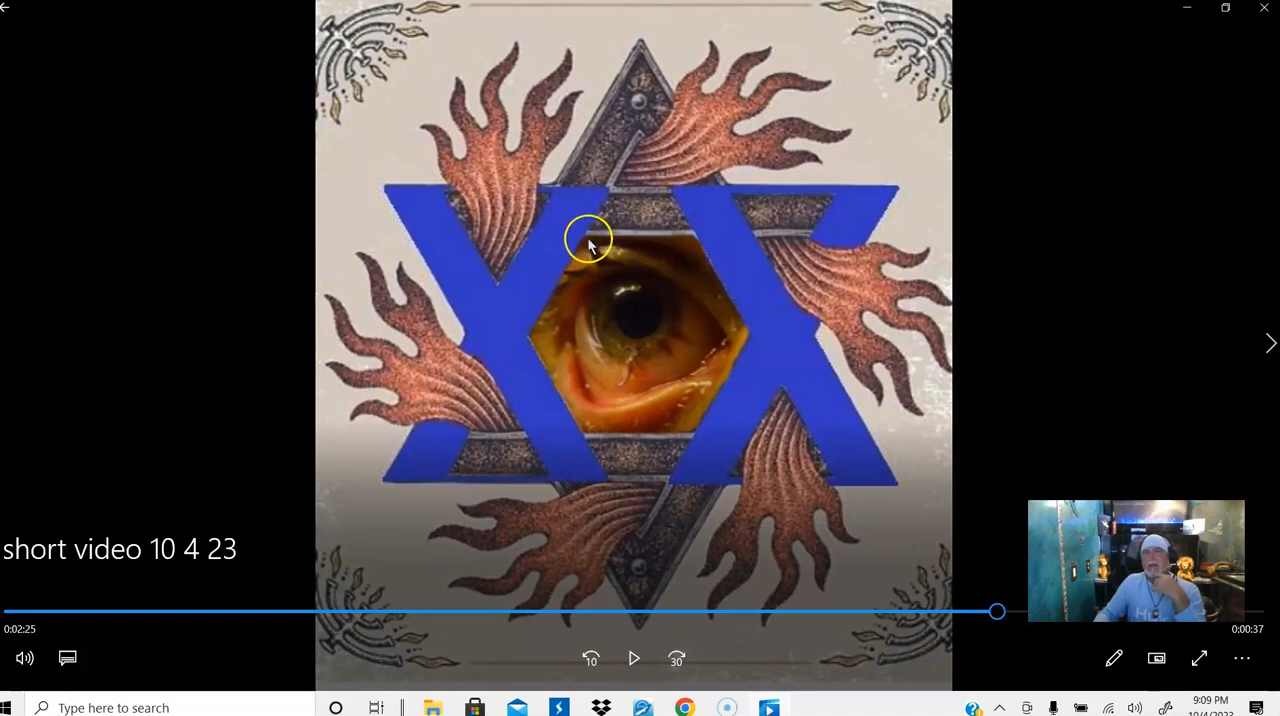 short video 10 4 23
0:02:25
0:00:37
10
30
Type here to search
9:09 PM